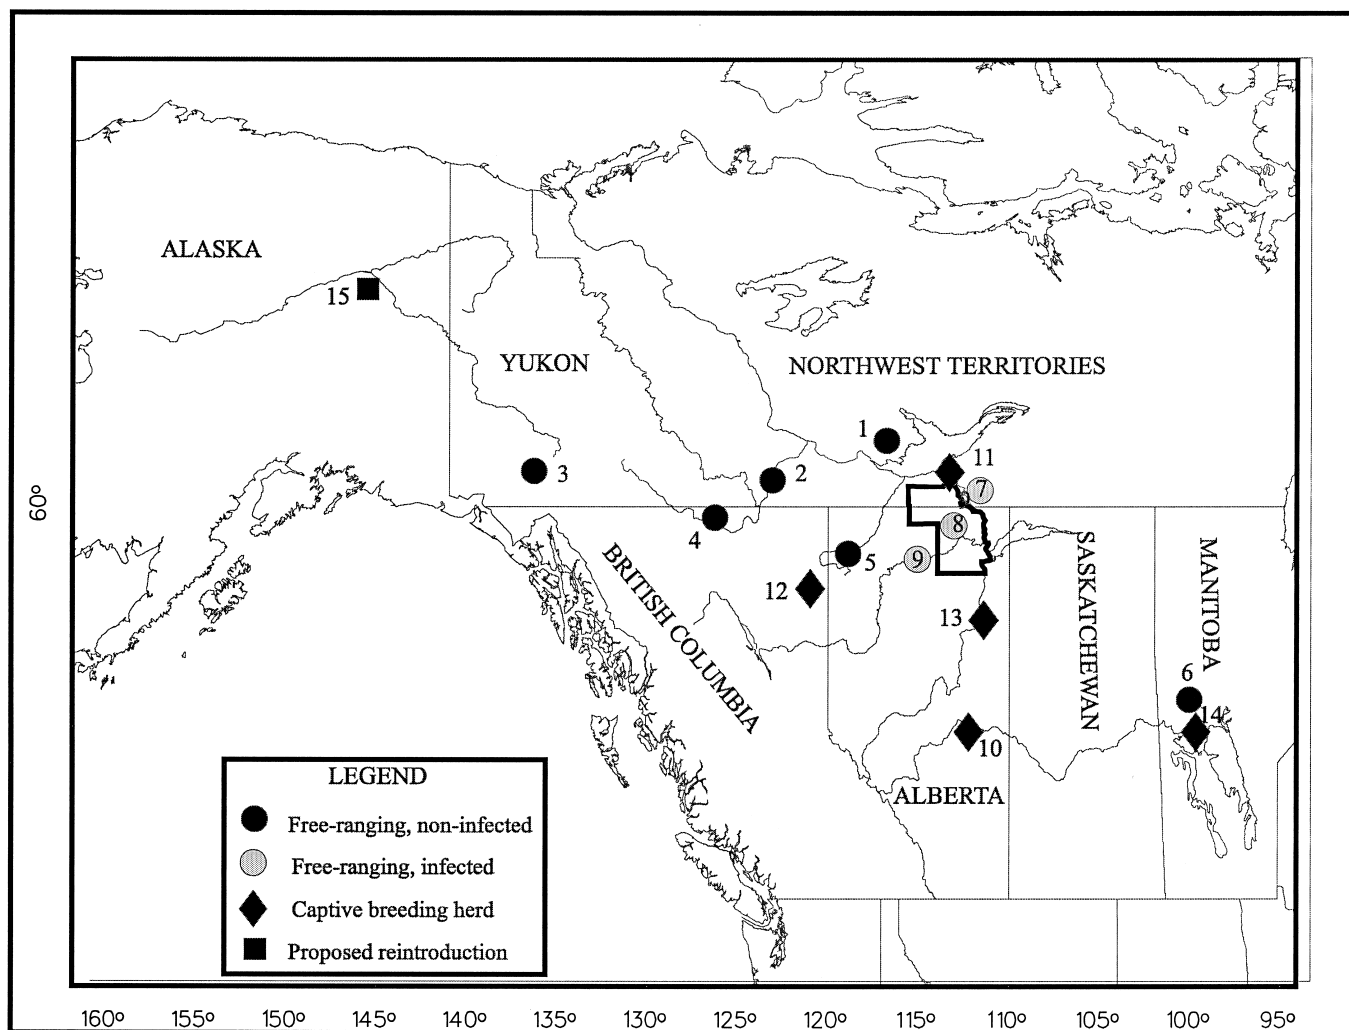 ALASKA
15
YUKON
NORTHWEST TERRITORIES
1
11
3
2
7
60°
4
8
5
9
12
BRITISH COLUMBIA
SASKATCHEWAN
MANITOBA
13
6
14
10
ALBERTA
LEGEND
Free-ranging, non-infected
Free-ranging, infected
Captive breeding herd
Proposed reintroduction
160° 155° 150° 145° 140° 135° 130° 125° 120° 115° 110° 105° 100° 95°